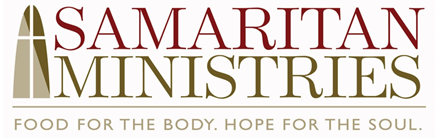 SAMARITAN
MINISTRIES
FOOD FOR THE BODY. HOPE FOR THE SOUL.